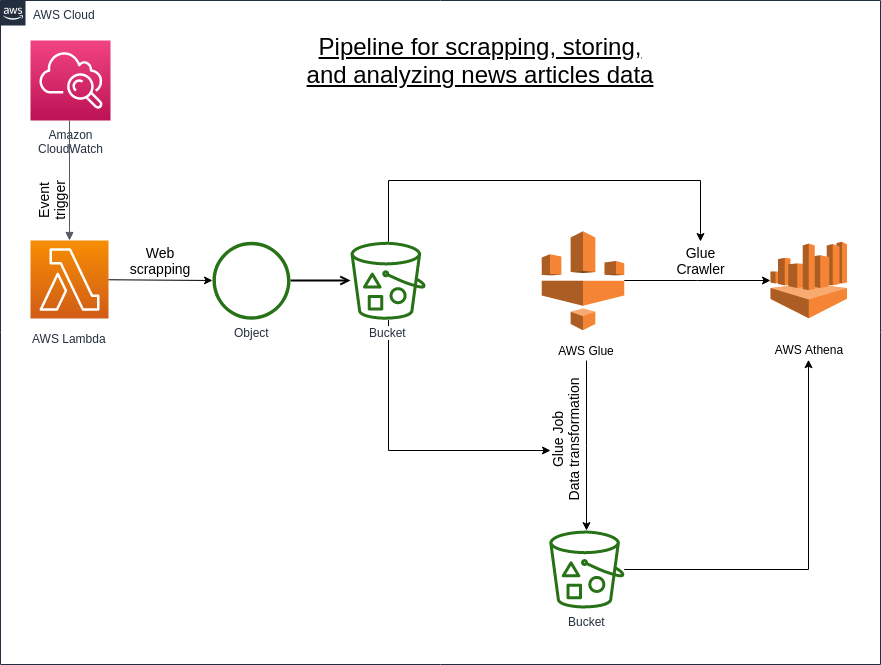 aws
AWS Cloud
Pipeline for scrapping, storing,
and analyzing news articles data
Amazon
CloudWatch
Event
trigger
Web
scrapping
Glue
Crawler
AWS Lambda
Object
Bucket
AWS Glue
AWS Athena
Glue Job
Data transformation
Bucket